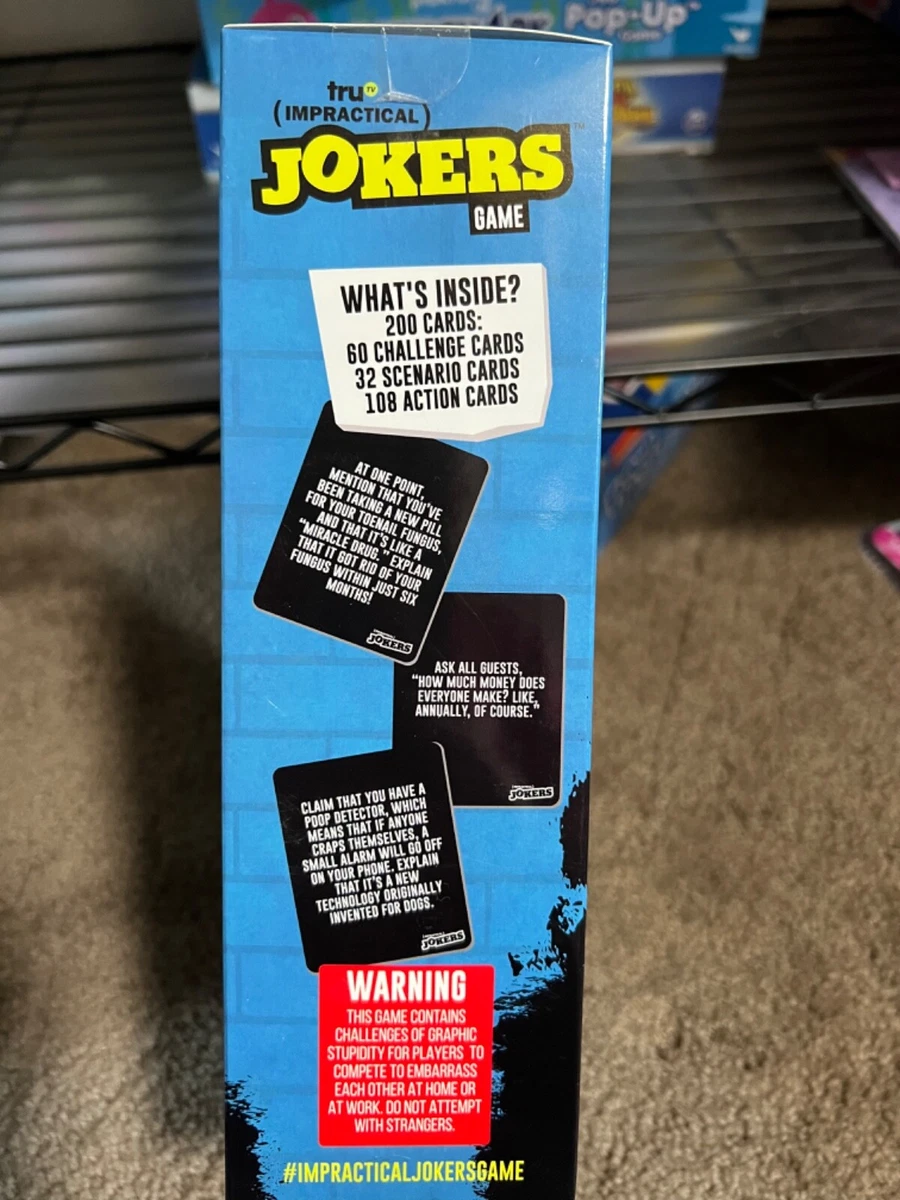 Pop-Up
tru TV
(IMPRACTICAL)
JOKERS™
GAME
WHAT'S INSIDE?
200 CARDS:
60 CHALLENGE CARDS
32 SCENARIO CARDS
108 ACTION CARDS
AT ONE POINT,
MENTION THAT YOU'VE
BEEN TAKING A NEW PILL
FOR YOUR TOENAIL FUNGUS,
AND THAT IT'S LIKE A
"MIRACLE DRUG." EXPLAIN
THAT IT GOT RID OF YOUR
FUNGUS WITHIN JUST SIX
MONTHS!
JOKERS
ASK ALL GUESTS,
"HOW MUCH MONEY DOES
EVERYONE MAKE? LIKE,
ANNUALLY, OF COURSE."
JOKERS
CLAIM THAT YOU HAVE A
POOP DETECTOR, WHICH
MEANS THAT IF ANYONE
CRAPS THEMSELVES, A
SMALL ALARM WILL GO OFF
ON YOUR PHONE. EXPLAIN
THAT IT'S A NEW
TECHNOLOGY ORIGINALLY
INVENTED FOR DOGS.
JOKERS
WARNING
THIS GAME CONTAINS
CHALLENGES OF GRAPHIC
STUPIDITY FOR PLAYERS TO
COMPETE TO EMBARRASS
EACH OTHER AT HOME OR
AT WORK. DO NOT ATTEMPT
WITH STRANGERS.
#IMPRACTICALJOKERSGAME